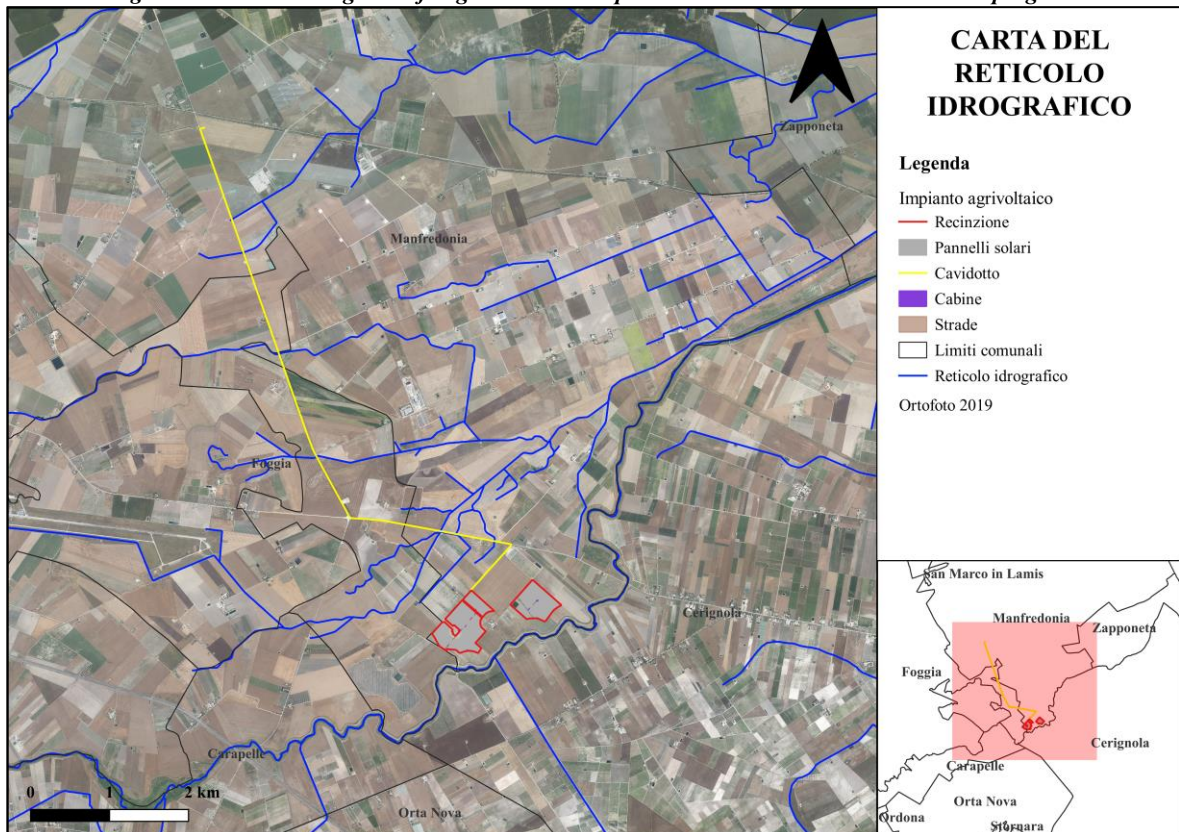 CARTA DEL
RETICOLO
IDROGRAFICO
Legenda
Impianto agrivoltaico
Recinzione
Pannelli solari
Cavidotto
Cabine
Strade
Limiti comunali
Reticolo idrografico
Ortofoto 2019
Zapponeta
Manfredonia
Foggia
Cerignola
Carapelle
Orta Nova
0 1 2 km
San Marco in Lamis
Manfredonia
Zapponeta
Foggia
Cerignola
Carapelle
Orta Nova
Ordona